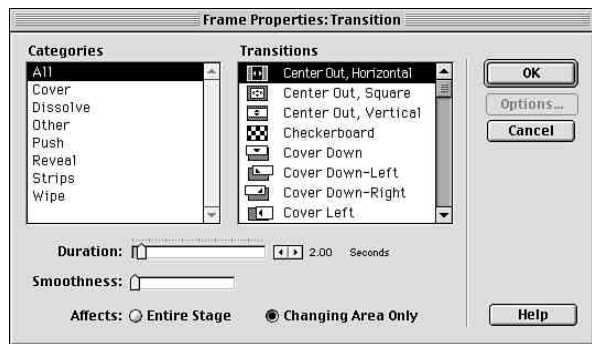 Frame Properties: Transition
Categories
All
Cover
Dissolve
Other
Push
Reveal
Strips
Wipe
Transitions
Center Out, Horizontal
Center Out, Square
Center Out, Vertical
Checkerboard
Cover Down
Cover Down-Left
Cover Down-Right
Cover Left
OK
Options...
Cancel
Duration: 2.00 Seconds
Smoothness:
Affects: Entire Stage Changing Area Only
Help